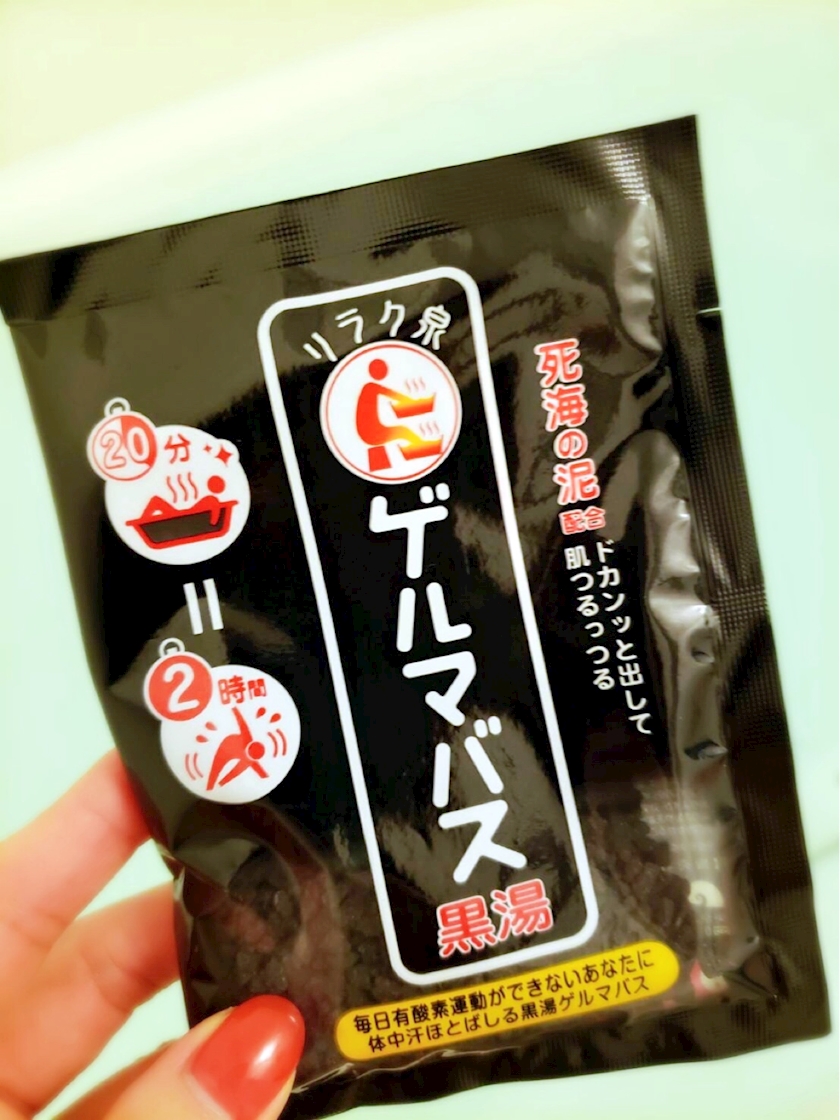 リラク泉
ゲルマバス
黒湯
死海の泥配合
ドカンッと出して
肌つるっつる
20分
=
2時間
毎日有酸素運動ができないあなたに
体中汗ほとばしる黒湯ゲルマバス